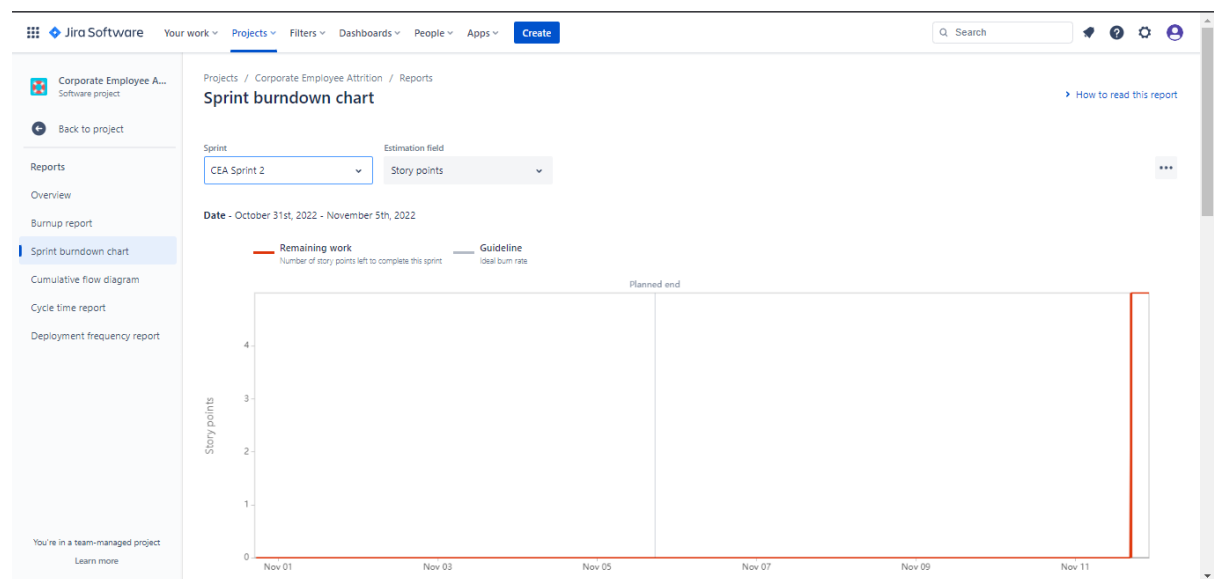 Jira Software Your work Projects Filters Dashboards People Apps Create Search
Corporate Employee A...
Software project
Back to project
Reports
Overview
Burnup report
Sprint burndown chart
Cumulative flow diagram
Cycle time report
Deployment frequency report
You're in a team-managed project
Learn more
Projects / Corporate Employee Attrition / Reports
Sprint burndown chart
How to read this report
Sprint Estimation field
CEA Sprint 2 Story points
Date - October 31st, 2022 - November 5th, 2022
Remaining work Guideline
Number of story points left to complete this sprint Ideal burn rate
Planned end
Story points
4
3
2
1
0
Nov 01 Nov 03 Nov 05 Nov 07 Nov 09 Nov 11